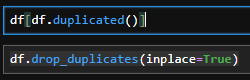 df[df.duplicated()]
df.drop_duplicates(inplace=True)